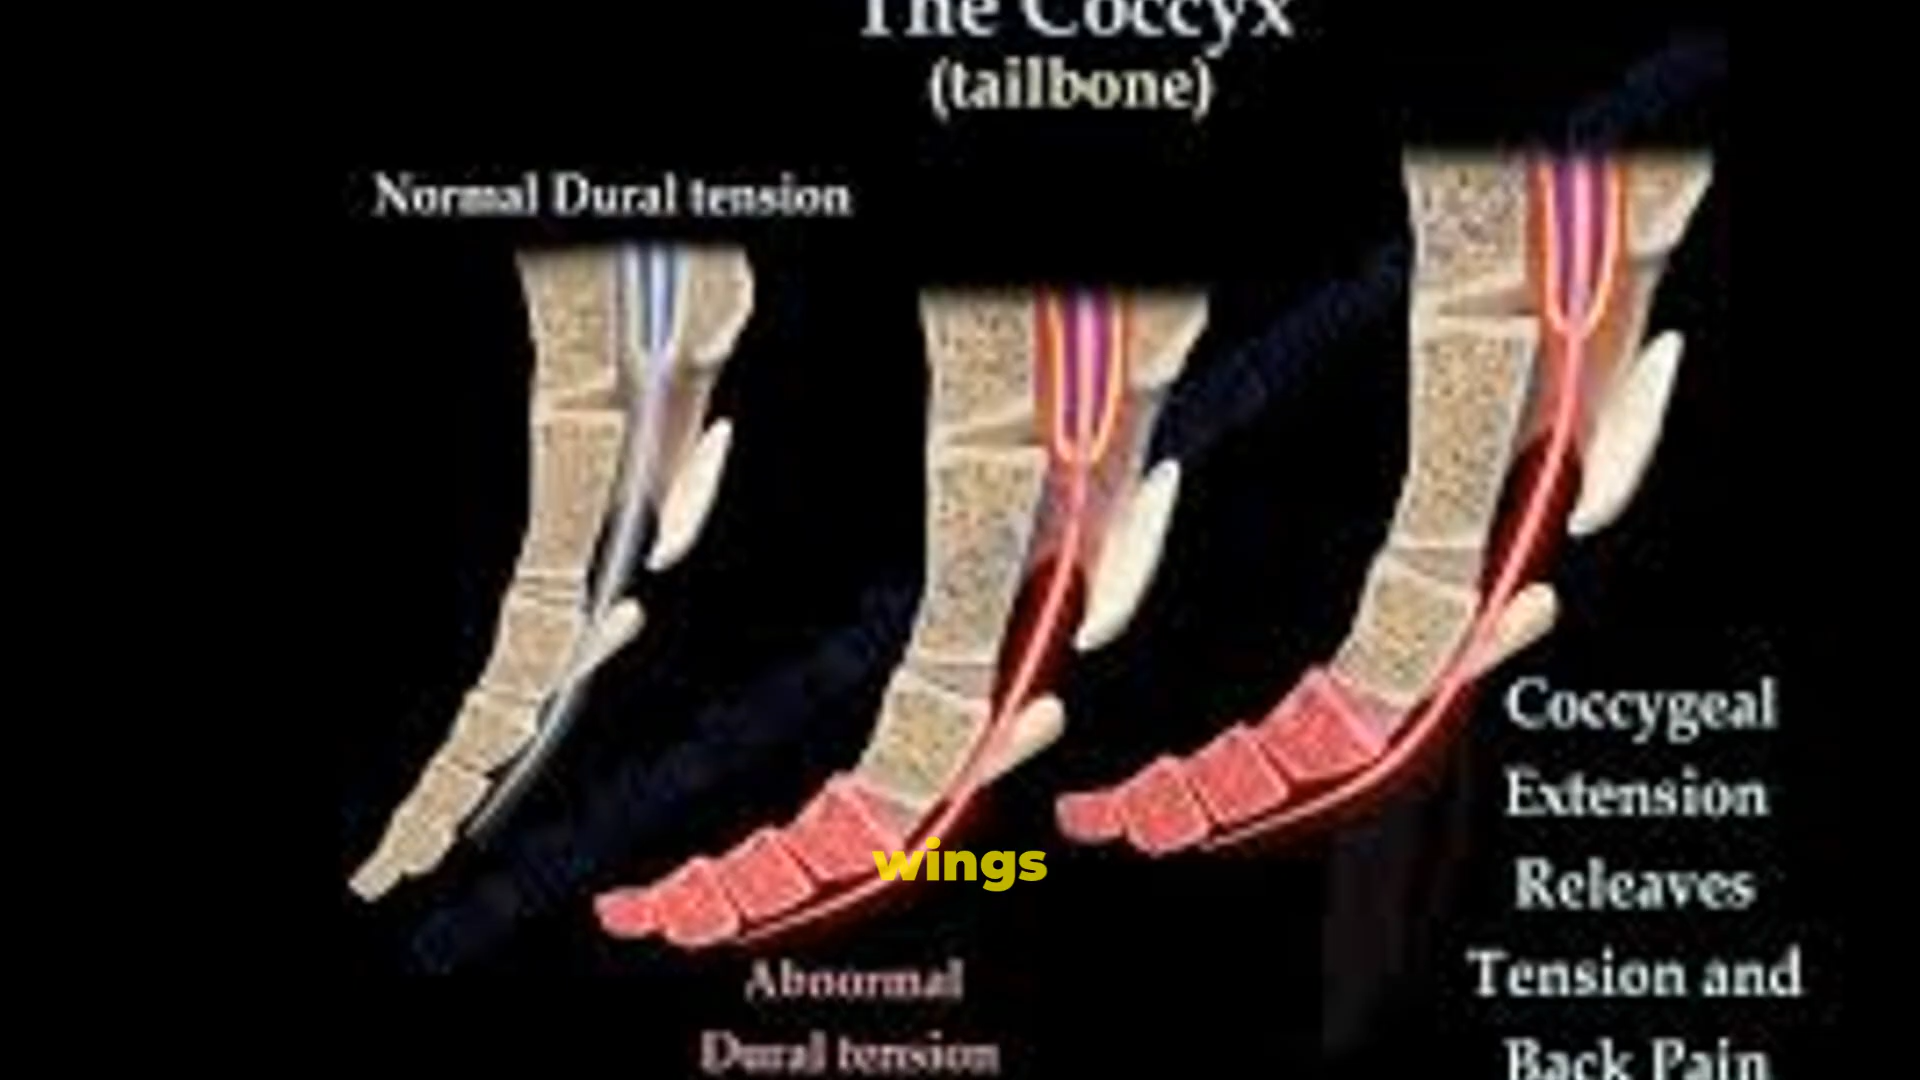 The Coccyx
(tailbone)
Normal Dural tension
Coccygeal
Extension
Releaves
Tension and
Back Pain
wings
Abnormal
Dural tension